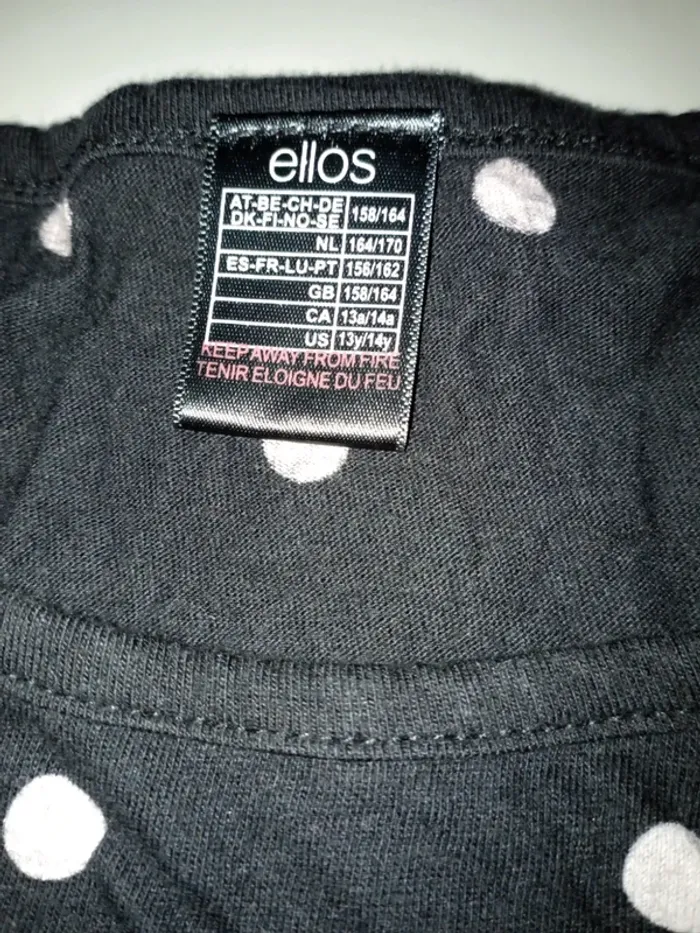 ellos
AT-BE-CH-DE
DK-FI-NO-SE 158/164
NL 164/170
ES-FR-LU-PT 156/162
GB 158/164
CA 13a/14a
US 13y/14y
KEEP AWAY FROM FIRE
TENIR ELOIGNE DU FEU